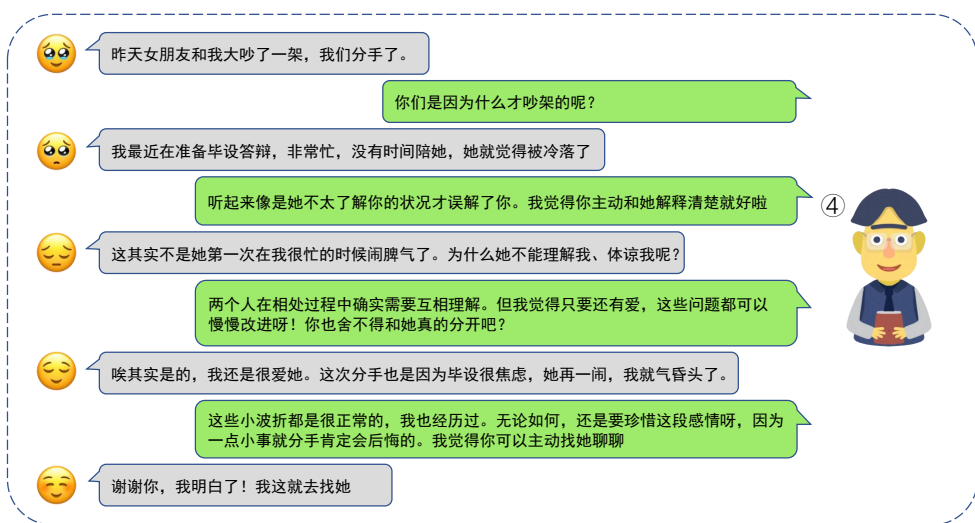 昨天女朋友和我大吵了一架，我们分手了。
你们是因为什么才吵架的呢？
我最近在准备毕设答辩，非常忙，没有时间陪她，她就觉得被冷落了
听起来像是她不太了解你的状况才误解了你。我觉得你主动和她解释清楚就好啦
④
这其实不是她第一次在我很忙的时候闹脾气了。为什么她不能理解我、体谅我呢？
两个人在相处过程中确实需要互相理解。但我觉得只要还有爱，这些问题都可以
慢慢改进呀！你也舍不得和她真的分开吧？
唉其实是的，我还是很爱她。这次分手也是因为毕设很焦虑，她再一闹，我就气昏头了。
这些小波折都是很正常的，我也经历过。无论如何，还是要珍惜这段感情呀，因为
一点小事就分手肯定会后悔的。我觉得你可以主动找她聊聊
谢谢你，我明白了！我这就去找她